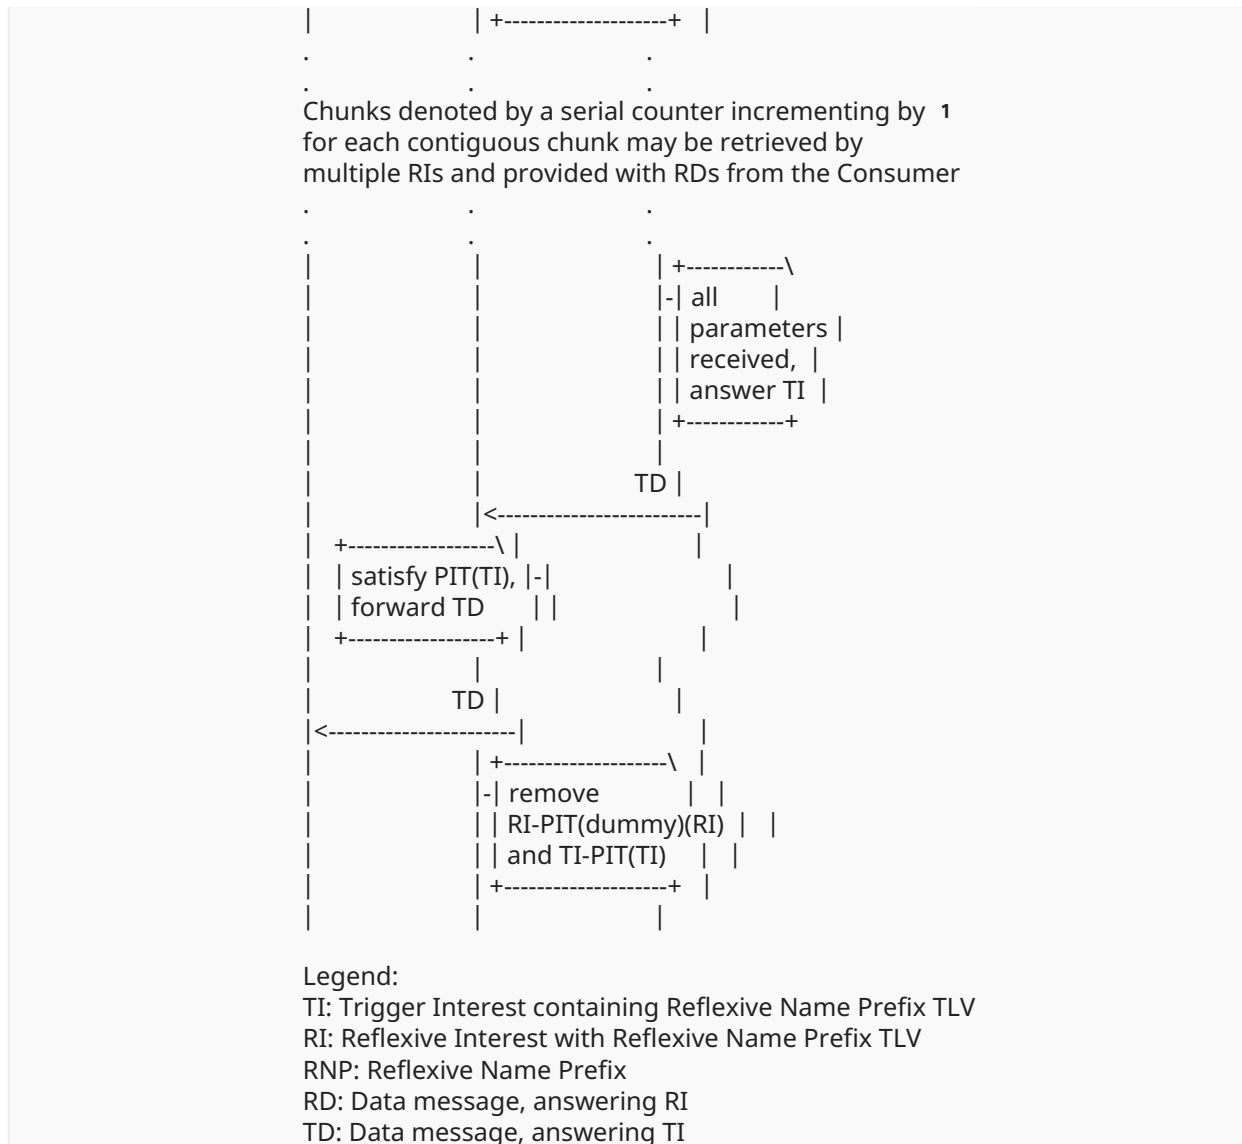 |                         | +--------------------+   |
.                         .                           .
.                         .                           .
Chunks denoted by a serial counter incrementing by 1
for each contiguous chunk may be retrieved by
multiple RIs and provided with RDs from the Consumer
.                         .                           .
.                         .                           .
|                         |                           | +------------\
|                         |                           |-| all         |
|                         |                           | | parameters |
|                         |                           | | received,  |
|                         |                           | | answer TI  |
|                         |                           | +------------+
|                         |                           |
|                         |                       TD |
|                         |<-------------------------|
|   +------------------\ |                          |
|   | satisfy PIT(TI), |-|                          |
|   | forward TD       | |                          |
|   +------------------+ |                          |
|                         |                           |
|                     TD |                          |
|<-----------------------|                          |
|                         | +--------------------\   |
|                         |-| remove             |   |
|                         | | RI-PIT(dummy)(RI)  |   |
|                         | | and TI-PIT(TI)     |   |
|                         | +--------------------+   |
|                         |                           |
Legend:
TI: Trigger Interest containing Reflexive Name Prefix TLV
RI: Reflexive Interest with Reflexive Name Prefix TLV
RNP: Reflexive Name Prefix
RD: Data message, answering RI
TD: Data message, answering TI